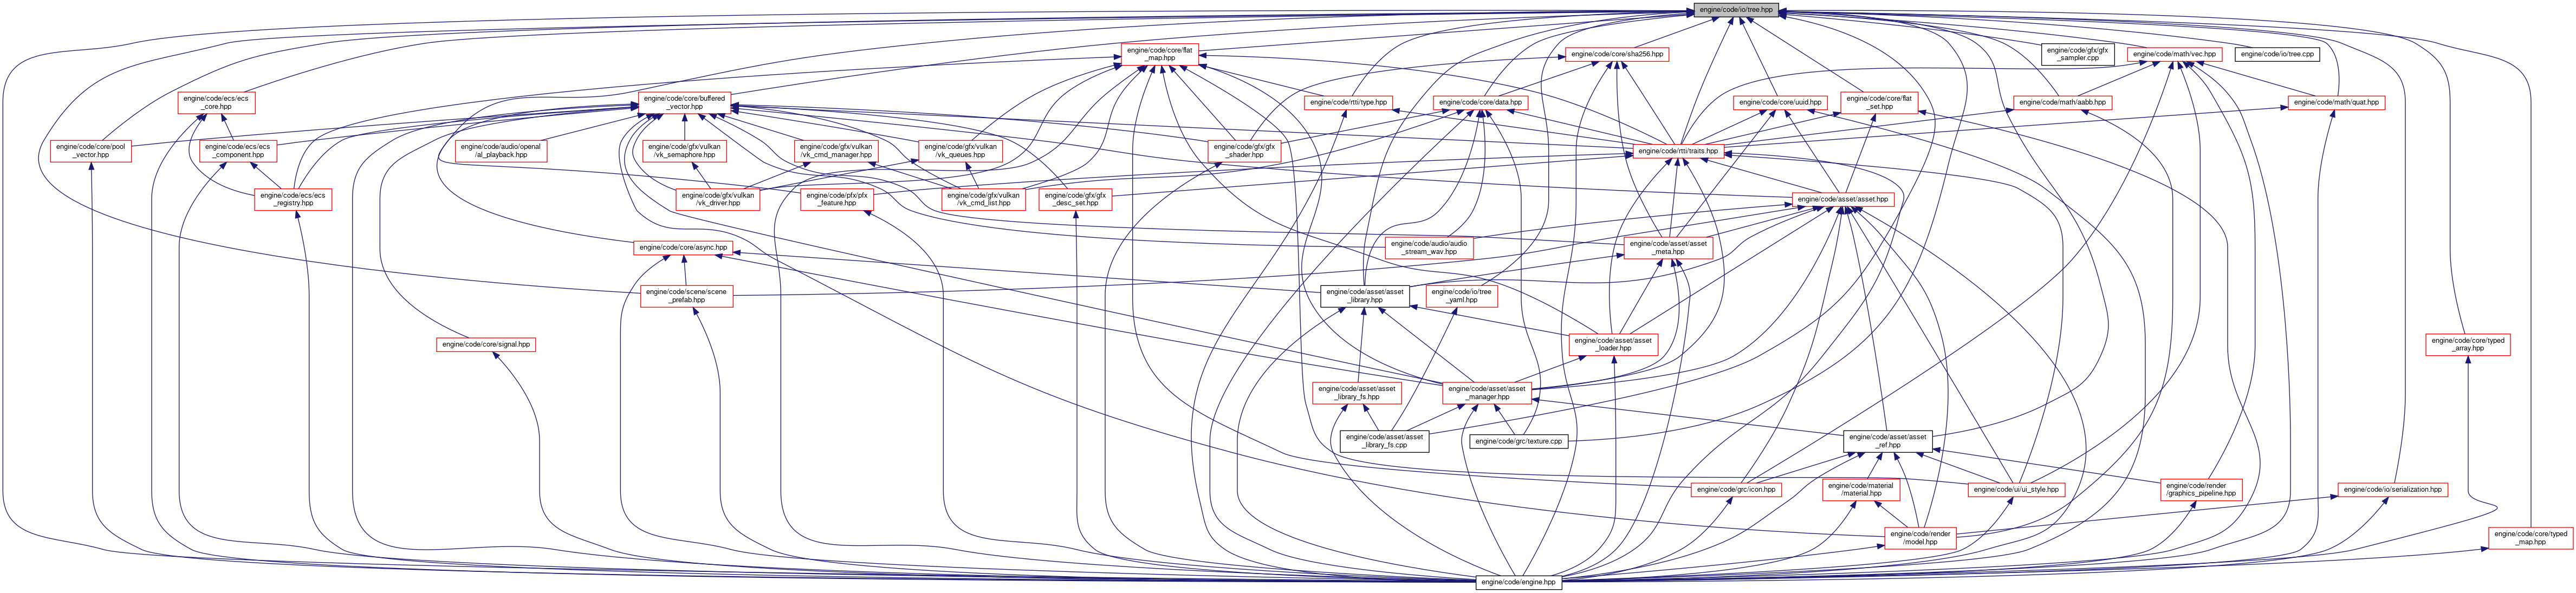 engine/code/io/tree.hpp
engine/code/core/flat
_map.hpp
engine/code/core/sha256.hpp
engine/code/gfx/gfx
_sampler.cpp
engine/code/math/vec.hpp
engine/code/io/tree.cpp
engine/code/ecs/ecs
_core.hpp
engine/code/core/buffered
_vector.hpp
engine/code/rtti/type.hpp
engine/code/core/data.hpp
engine/code/core/uuid.hpp
engine/code/core/flat
_set.hpp
engine/code/math/aabb.hpp
engine/code/math/quat.hpp
engine/code/core/pool
_vector.hpp
engine/code/ecs/ecs
_component.hpp
engine/code/audio/openal
/al_playback.hpp
engine/code/gfx/vulkan
/vk_semaphore.hpp
engine/code/gfx/vulkan
/vk_cmd_manager.hpp
engine/code/gfx/vulkan
/vk_queues.hpp
engine/code/gfx/gfx
_shader.hpp
engine/code/rtti/traits.hpp
engine/code/ecs/ecs
_registry.hpp
engine/code/gfx/vulkan
/vk_driver.hpp
engine/code/pfx/pfx
_feature.hpp
engine/code/gfx/vulkan
/vk_cmd_list.hpp
engine/code/gfx/gfx
_desc_set.hpp
engine/code/asset/asset.hpp
engine/code/core/async.hpp
engine/code/audio/audio
_stream_wav.hpp
engine/code/asset/asset
_meta.hpp
engine/code/scene/scene
_prefab.hpp
engine/code/asset/asset
_library.hpp
engine/code/io/tree
_yaml.hpp
engine/code/core/signal.hpp
engine/code/asset/asset
_loader.hpp
engine/code/core/typed
_array.hpp
engine/code/asset/asset
_library_fs.hpp
engine/code/asset/asset
_manager.hpp
engine/code/asset/asset
_library_fs.cpp
engine/code/grc/texture.cpp
engine/code/asset/asset
_ref.hpp
engine/code/grc/icon.hpp
engine/code/material
/material.hpp
engine/code/ui/ui_style.hpp
engine/code/render
/graphics_pipeline.hpp
engine/code/io/serialization.hpp
engine/code/render
/model.hpp
engine/code/core/typed
_map.hpp
engine/code/engine.hpp